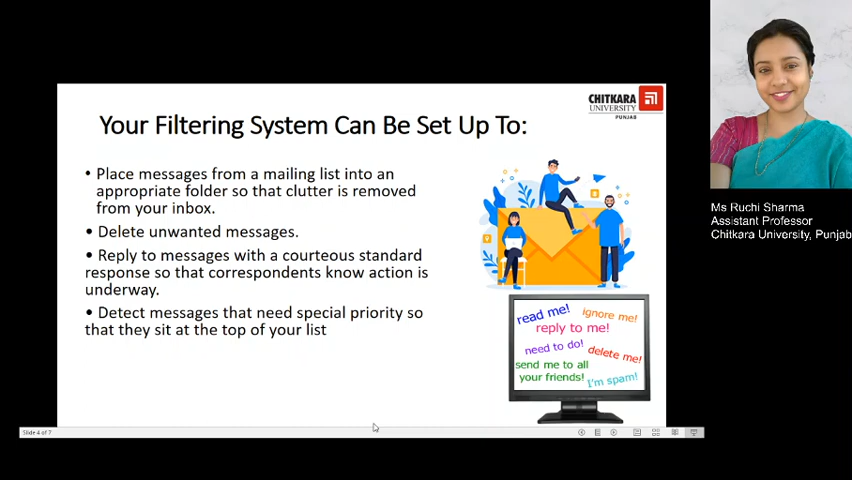 CHITKARA
UNIVERSITY
PUNJAB
Your Filtering System Can Be Set Up To:
• Place messages from a mailing list into an
appropriate folder so that clutter is removed
from your inbox.
• Delete unwanted messages.
• Reply to messages with a courteous standard
response so that correspondents know action is
underway.
• Detect messages that need special priority so
that they sit at the top of your list
read me!
ignore me!
reply to me!
need to do!
delete me!
send me to all
your friends!
I'm spam!
Slide 4 of 7
Ms Ruchi Sharma
Assistant Professor
Chitkara University, Punjab